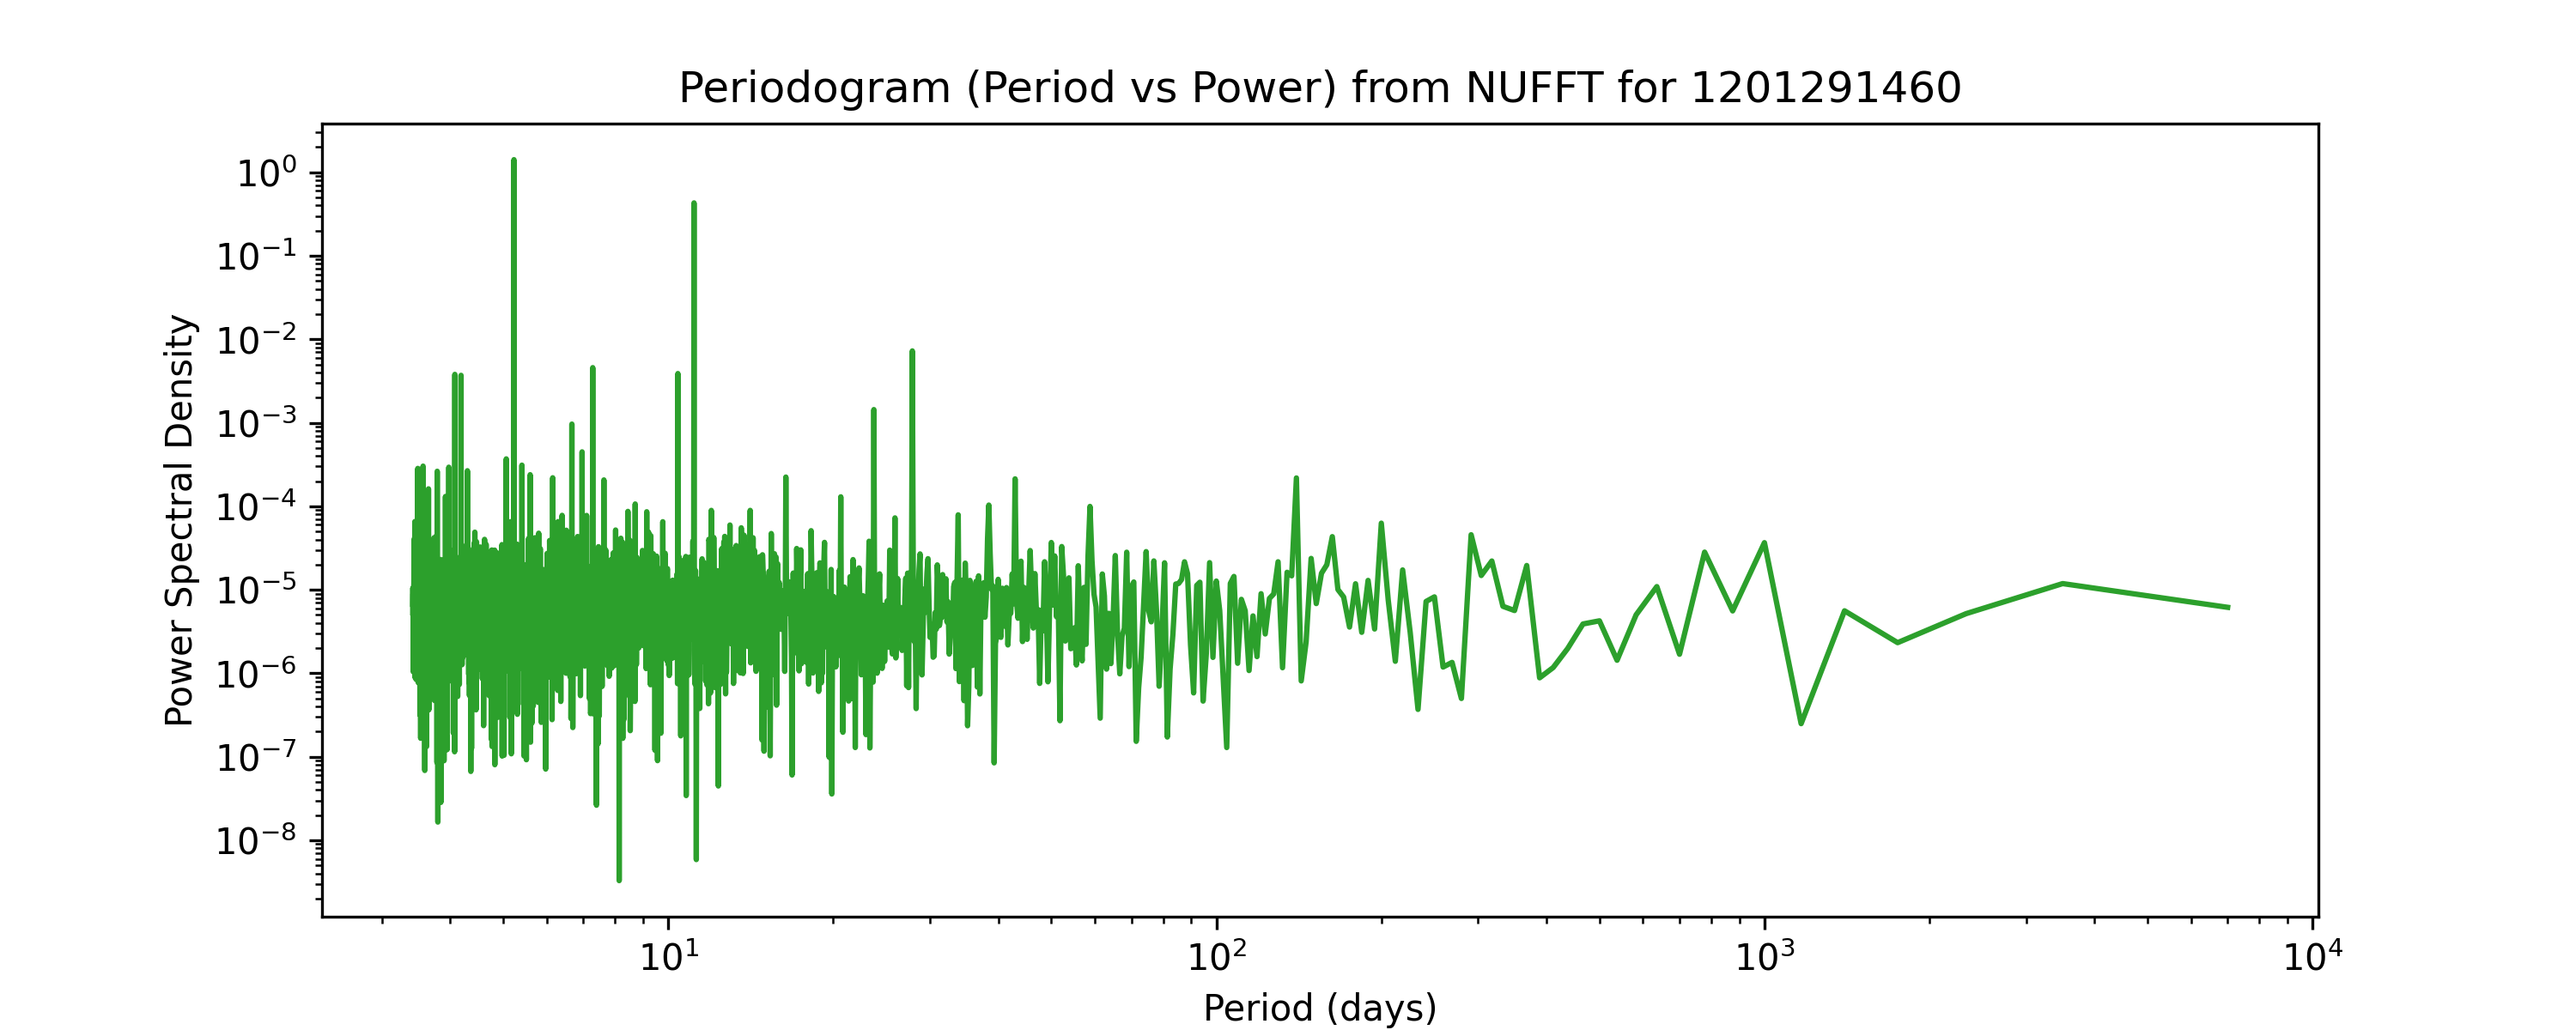 Periodogram (Period vs Power) from NUFFT for 1201291460
Power Spectral Density
10⁰
10⁻¹
10⁻²
10⁻³
10⁻⁴
10⁻⁵
10⁻⁶
10⁻⁷
10⁻⁸
10¹ 10² 10³ 10⁴
Period (days)